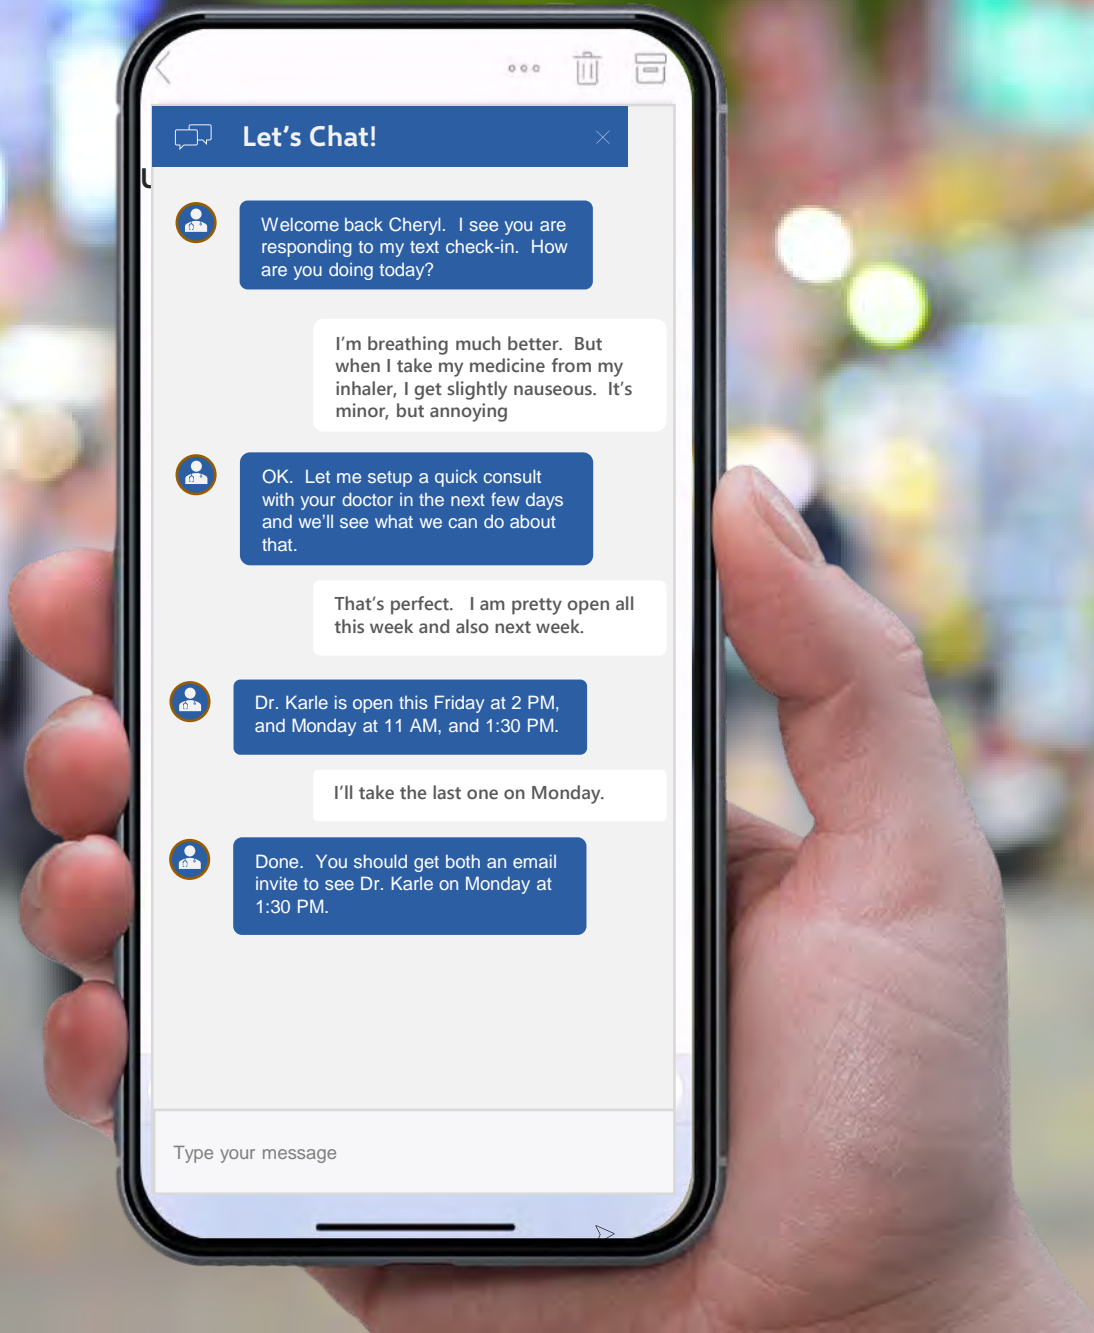 Let's Chat!
U
Welcome back Cheryl.  I see you are
responding to my text check-in.  How
are you doing today?
I'm breathing much better.  But
when I take my medicine from my
inhaler, I get slightly nauseous.  It's
minor, but annoying
OK.  Let me setup a quick consult
with your doctor in the next few days
and we'll see what we can do about
that.
That's perfect.   I am pretty open all
this week and also next week.
Dr. Karle is open this Friday at 2 PM,
and Monday at 11 AM, and 1:30 PM.
I'll take the last one on Monday.
Done.  You should get both an email
invite to see Dr. Karle on Monday at
1:30 PM.
Type your message